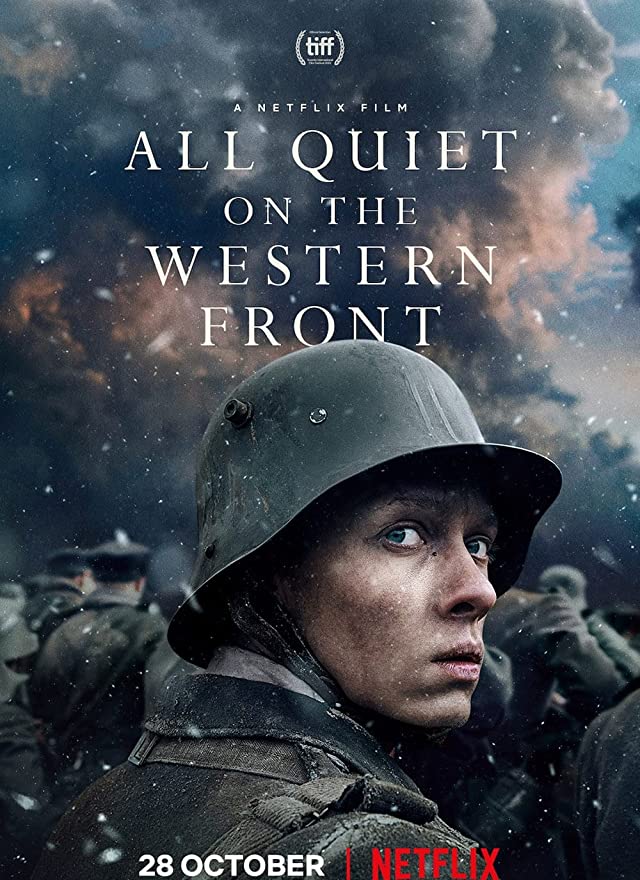 tiff
A NETFLIX FILM
ALL QUIET
ON THE
WESTERN
FRONT
28 OCTOBER | NETFLIX